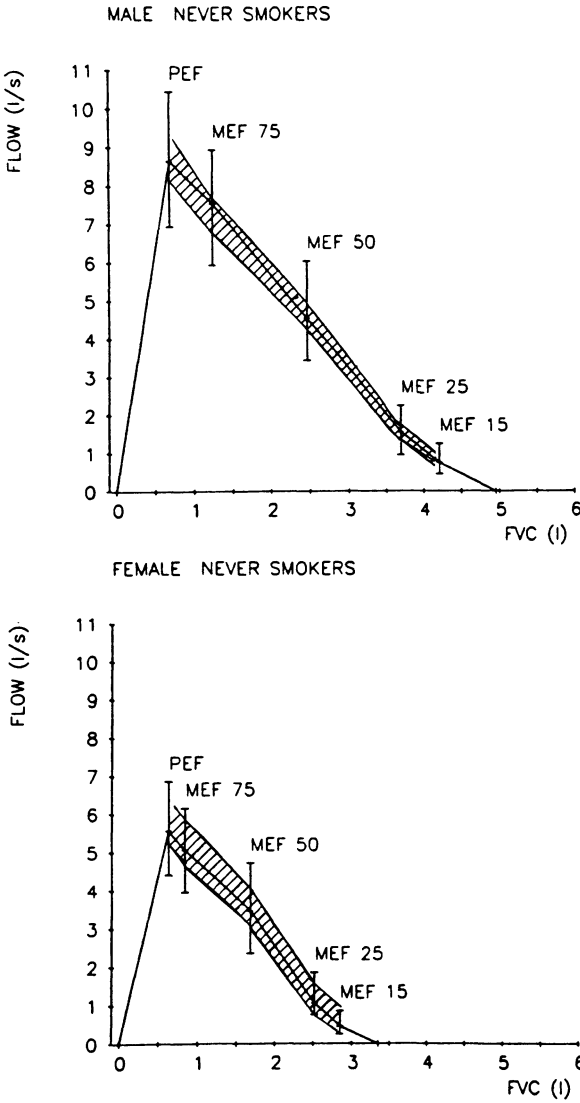 MALE NEVER SMOKERS
FLOW (l/s)
11
10
9
8
7
6
5
4
3
2
1
0
PEF
MEF 75
MEF 50
MEF 25
MEF 15
0 1 2 3 4 5 6
FVC (l)
FEMALE NEVER SMOKERS
FLOW (l/s)
11
10
9
8
7
6
5
4
3
2
1
0
PEF
MEF 75
MEF 50
MEF 25
MEF 15
0 1 2 3 4 5 6
FVC (l)